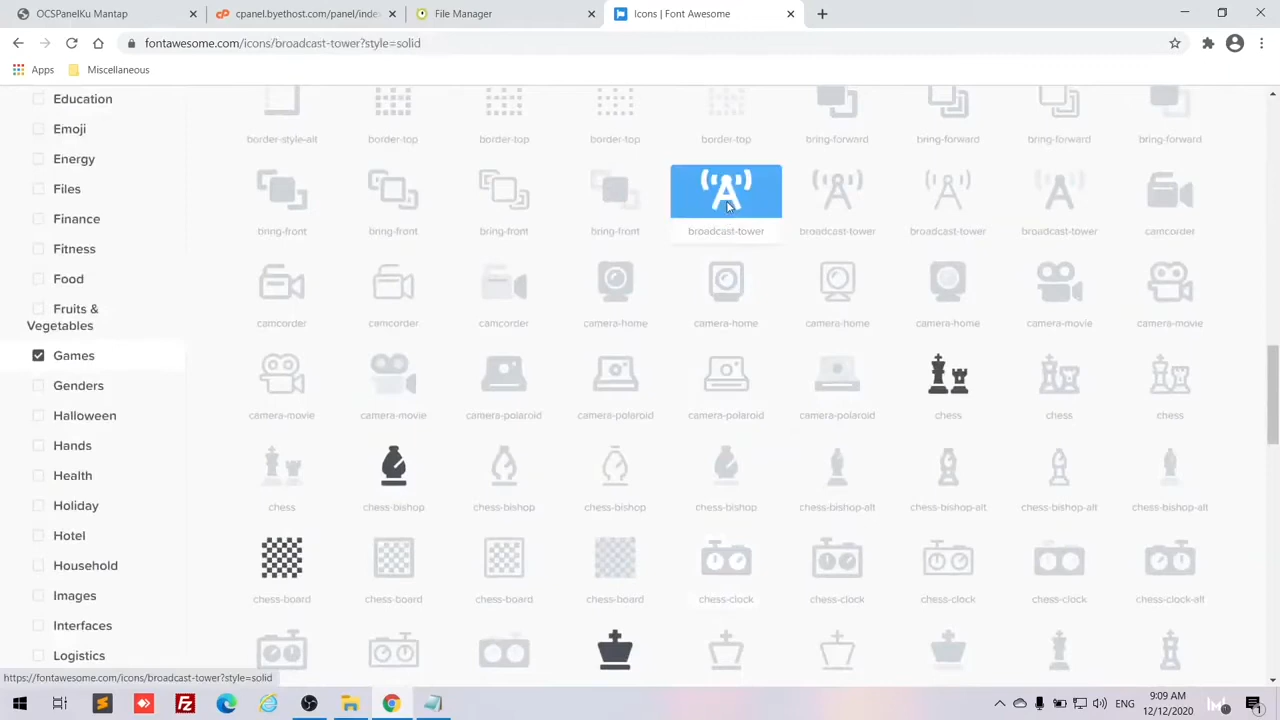 OCSPanelKu Mantap
cpanel.byethost.com/panel/inde
File Manager
Icons | Font Awesome
fontawesome.com/icons/broadcast-tower?style=solid
Apps
Miscellaneous
Education
Emoji
Energy
Files
Finance
Fitness
Food
Fruits &
Vegetables
Games
Genders
Halloween
Hands
Health
Holiday
Hotel
Household
Images
Interfaces
Logistics
border-style-alt border-top border-top border-top border-top bring-forward bring-forward bring-forward bring-forward
bring-front bring-front bring-front bring-front broadcast-tower broadcast-tower broadcast-tower broadcast-tower camcorder
camcorder camcorder camcorder camera-home camera-home camera-home camera-home camera-movie camera-movie
camera-movie camera-movie camera-polaroid camera-polaroid camera-polaroid camera-polaroid chess chess chess
chess chess-bishop chess-bishop chess-bishop chess-bishop chess-bishop-alt chess-bishop-alt chess-bishop-alt chess-bishop-alt
chess-board chess-board chess-board chess-board chess-clock chess-clock chess-clock chess-clock chess-clock-alt
https://fontawesome.com/icons/broadcast-tower?style=solid
ENG
9:09 AM
12/12/2020
1